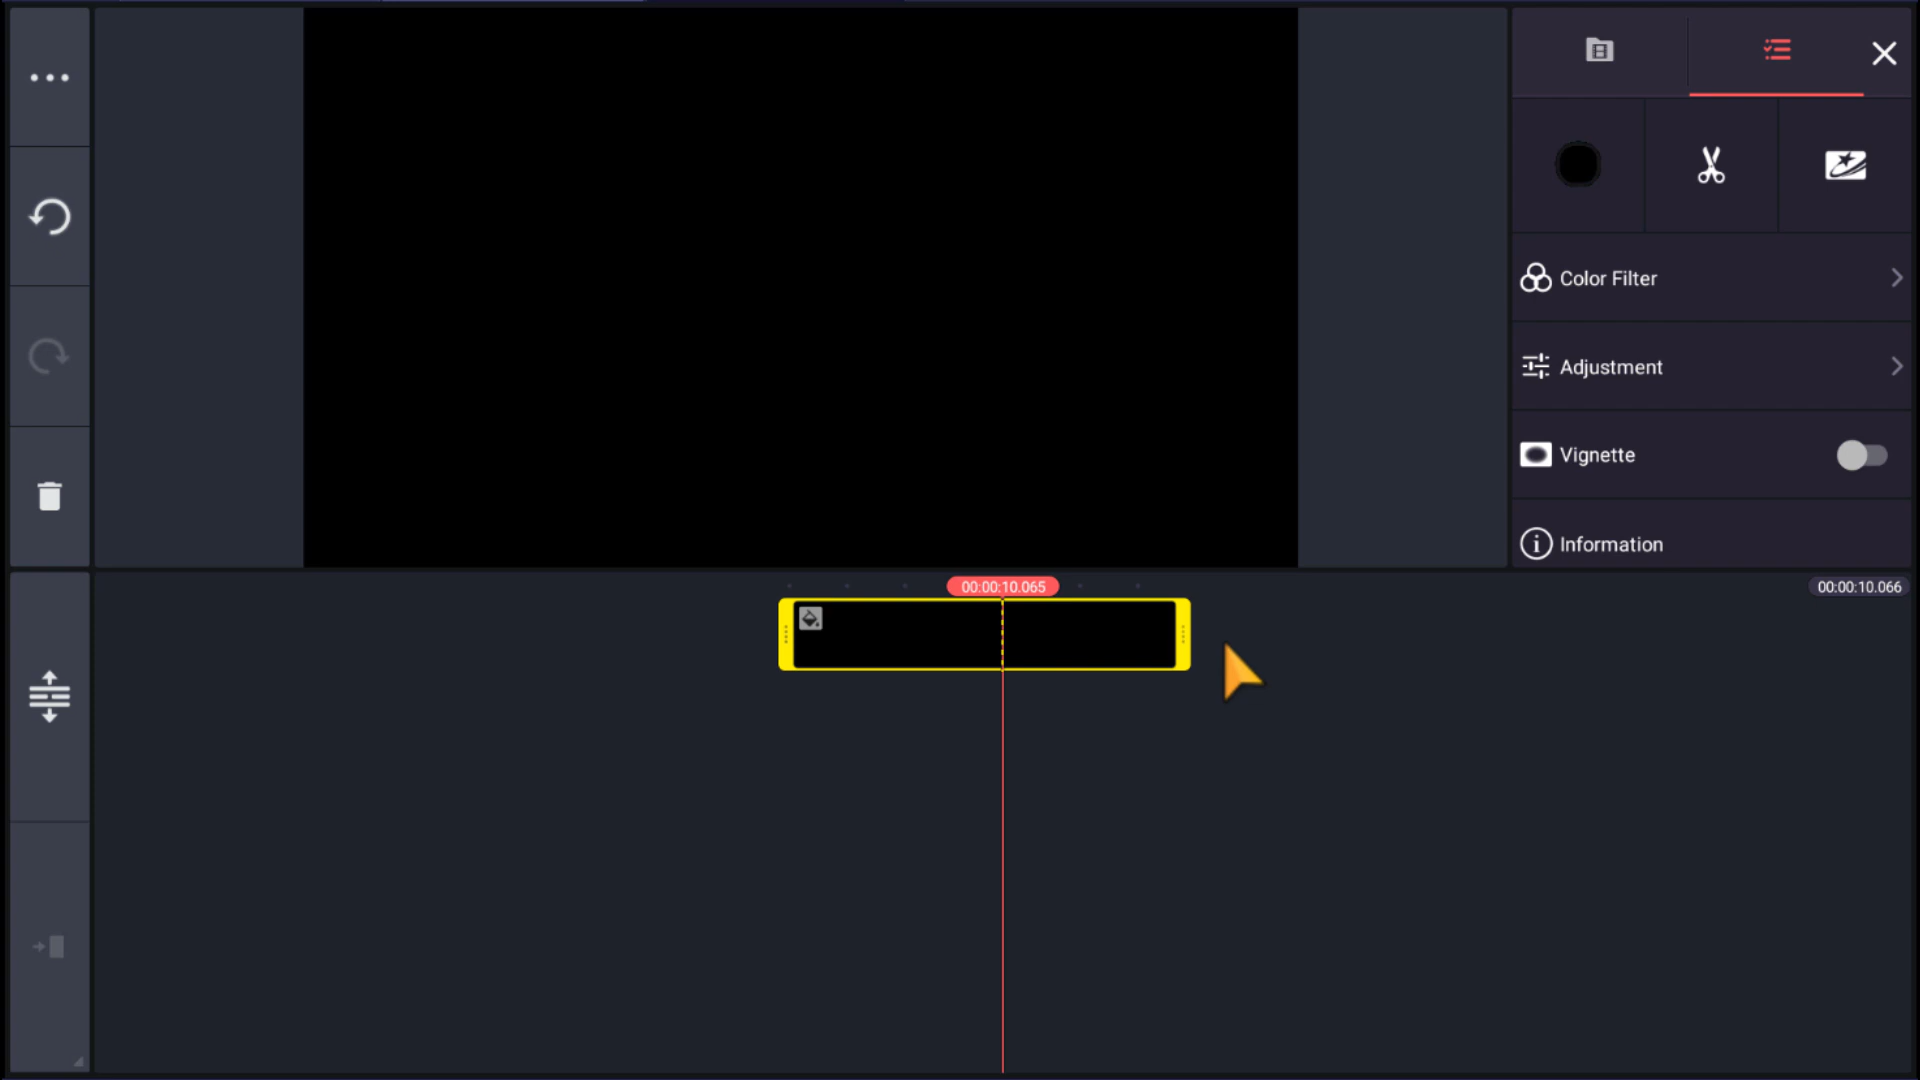 Color Filter
Adjustment
Vignette
Information
00:00:10.065
00:00:10.066